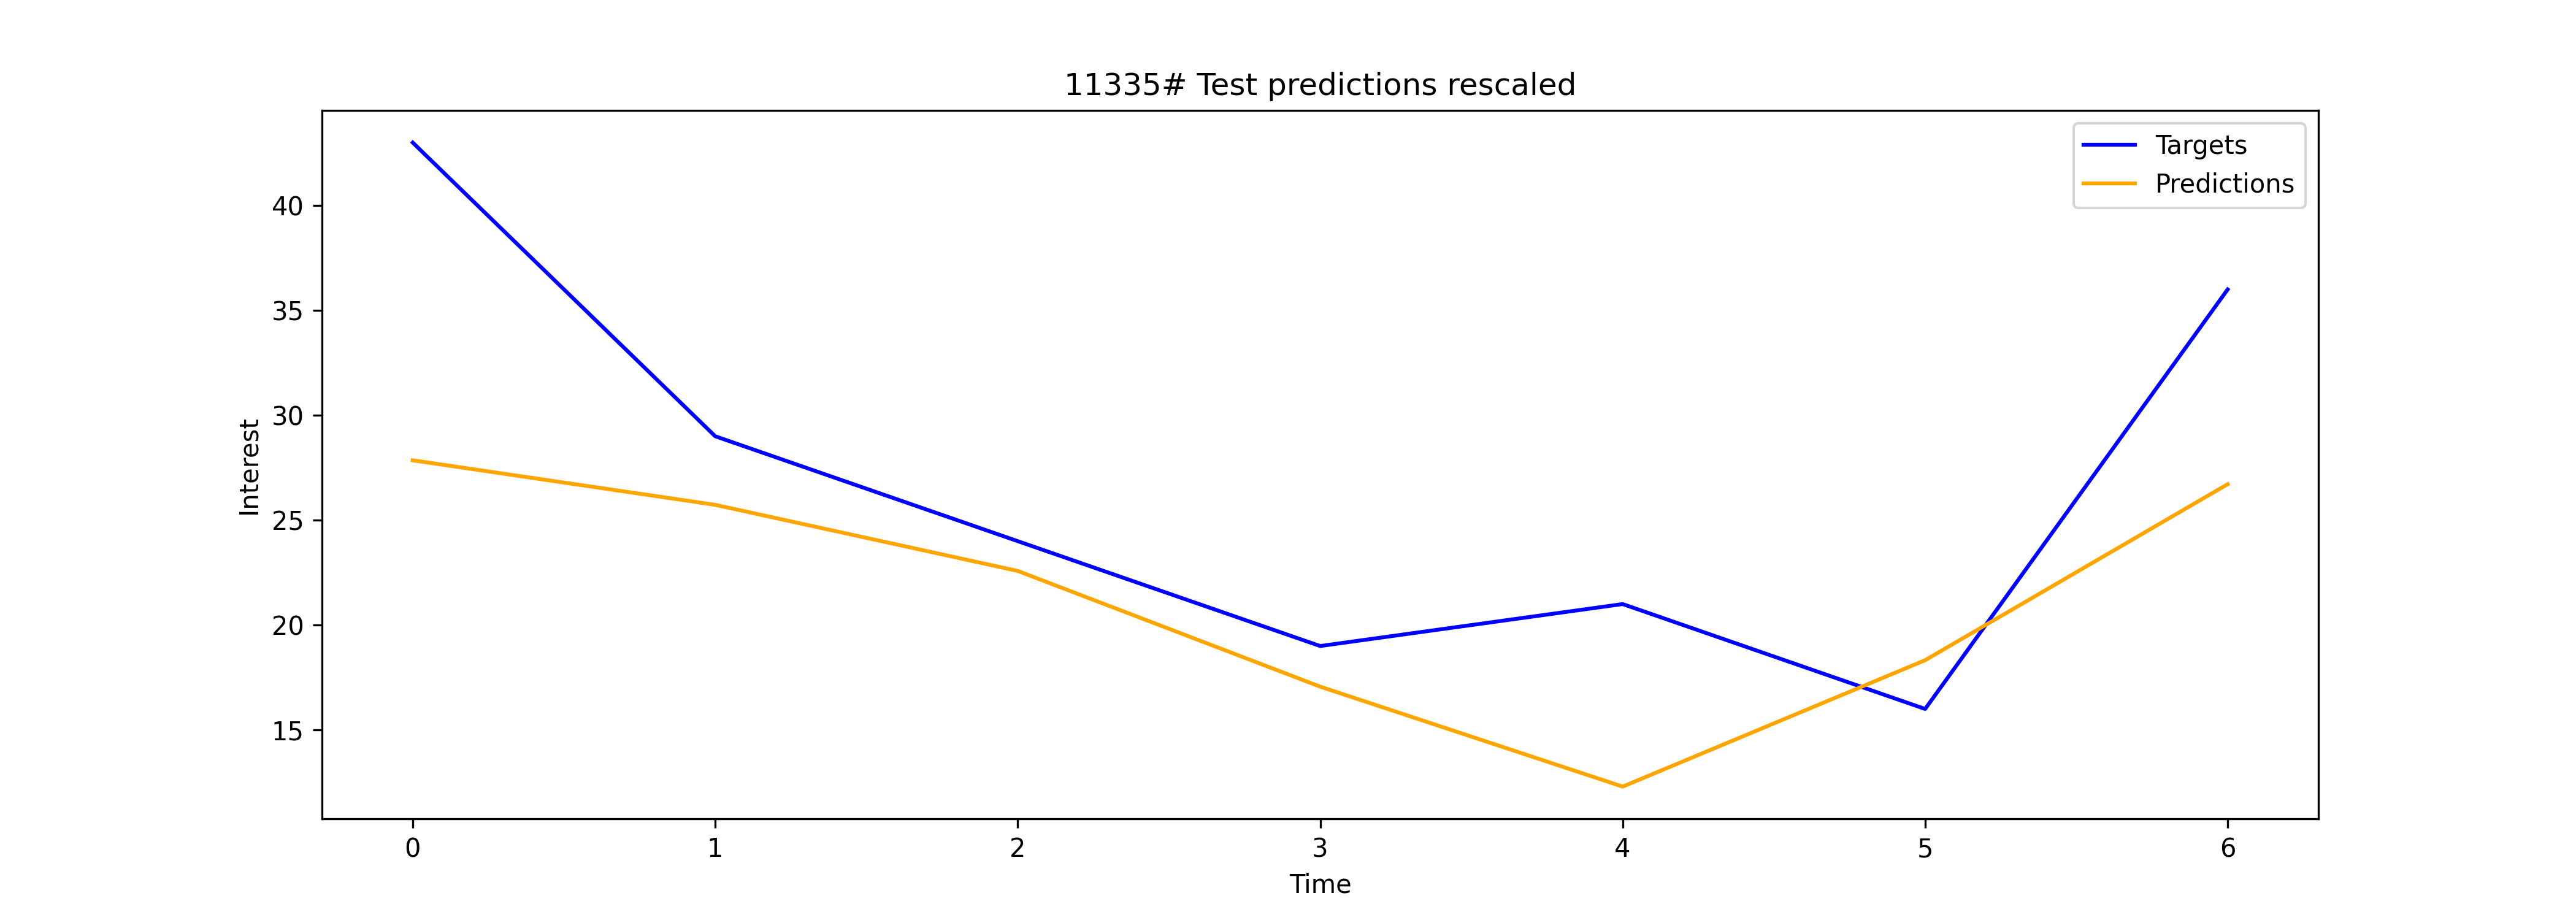 11335# Test predictions rescaled
Targets
Predictions
40
35
30
25
20
15
Interest
0 1 2 3 4 5 6
Time